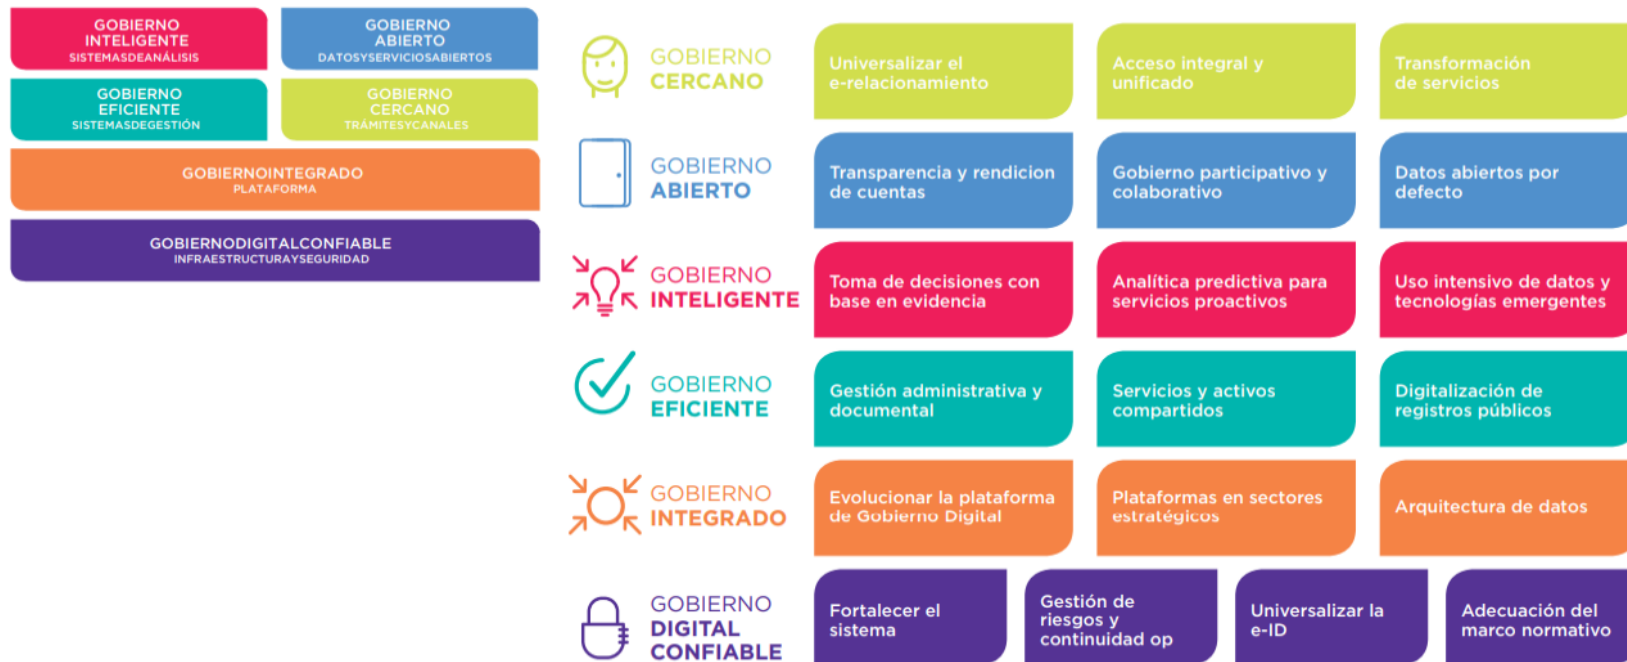 GOBIERNO
INTELIGENTE
SISTEMASDEANÁLISIS
GOBIERNO
ABIERTO
DATOSYSERVICIOSABIERTOS
GOBIERNO
EFICIENTE
SISTEMASDEGESTIÓN
GOBIERNO
CERCANO
TRÁMITESYCANALES
GOBIERNOINTEGRADO
PLATAFORMA
GOBIERNODIGITALCONFIABLE
INFRAESTRUCTURAYSEGURIDAD
GOBIERNO
CERCANO
Universalizar el
e-relacionamiento
Acceso integral y
unificado
Transformación
de servicios
GOBIERNO
ABIERTO
Transparencia y rendicion
de cuentas
Gobierno participativo y
colaborativo
Datos abiertos por
defecto
GOBIERNO
INTELIGENTE
Toma de decisiones con
base en evidencia
Analítica predictiva para
servicios proactivos
Uso intensivo de datos y
tecnologías emergentes
GOBIERNO
EFICIENTE
Gestión administrativa y
documental
Servicios y activos
compartidos
Digitalización de
registros públicos
GOBIERNO
INTEGRADO
Evolucionar la plataforma
de Gobierno Digital
Plataformas en sectores
estratégicos
Arquitectura de datos
GOBIERNO
DIGITAL
CONFIABLE
Fortalecer el
sistema
Gestión de
riesgos y
continuidad op
Universalizar la
e-ID
Adecuación del
marco normativo